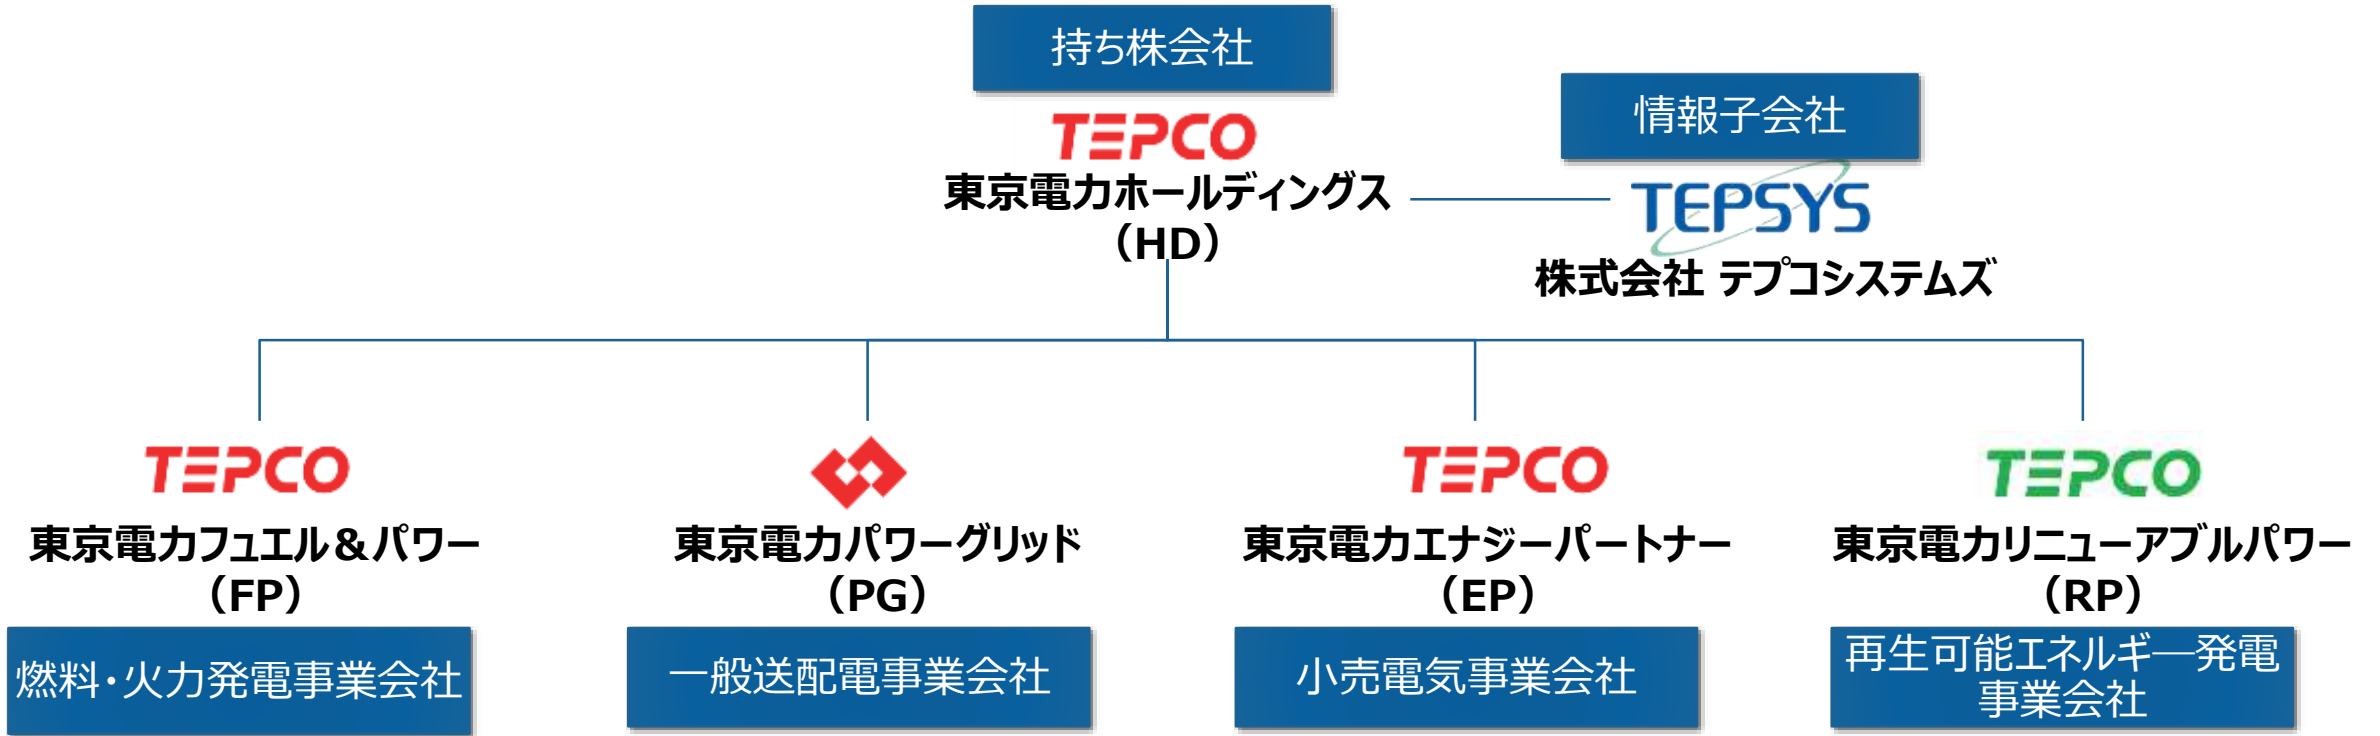 持ち株会社
TEPCO
東京電力ホールディングス
（HD）
情報子会社
TEPSYS
株式会社 テプコシステムズ
TEPCO
東京電力フュエル＆パワー
（FP）
燃料・火力発電事業会社
東京電力パワーグリッド
（PG）
一般送配電事業会社
TEPCO
東京電力エナジーパートナー
（EP）
小売電気事業会社
TEPCO
東京電力リニューアブルパワー
（RP）
再生可能エネルギ―発電
事業会社